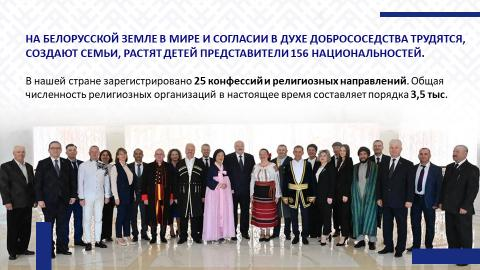 НА БЕЛОРУССКОЙ ЗЕМЛЕ В МИРЕ И СОГЛАСИИ В ДУХЕ ДОБРОСОСЕДСТВА ТРУДЯТСЯ,
СОЗДАЮТ СЕМЬИ, РАСТЯТ ДЕТЕЙ ПРЕДСТАВИТЕЛИ 156 НАЦИОНАЛЬНОСТЕЙ.
В нашей стране зарегистрировано 25 конфессий и религиозных направлений. Общая
численность религиозных организаций в настоящее время составляет порядка 3,5 тыс.